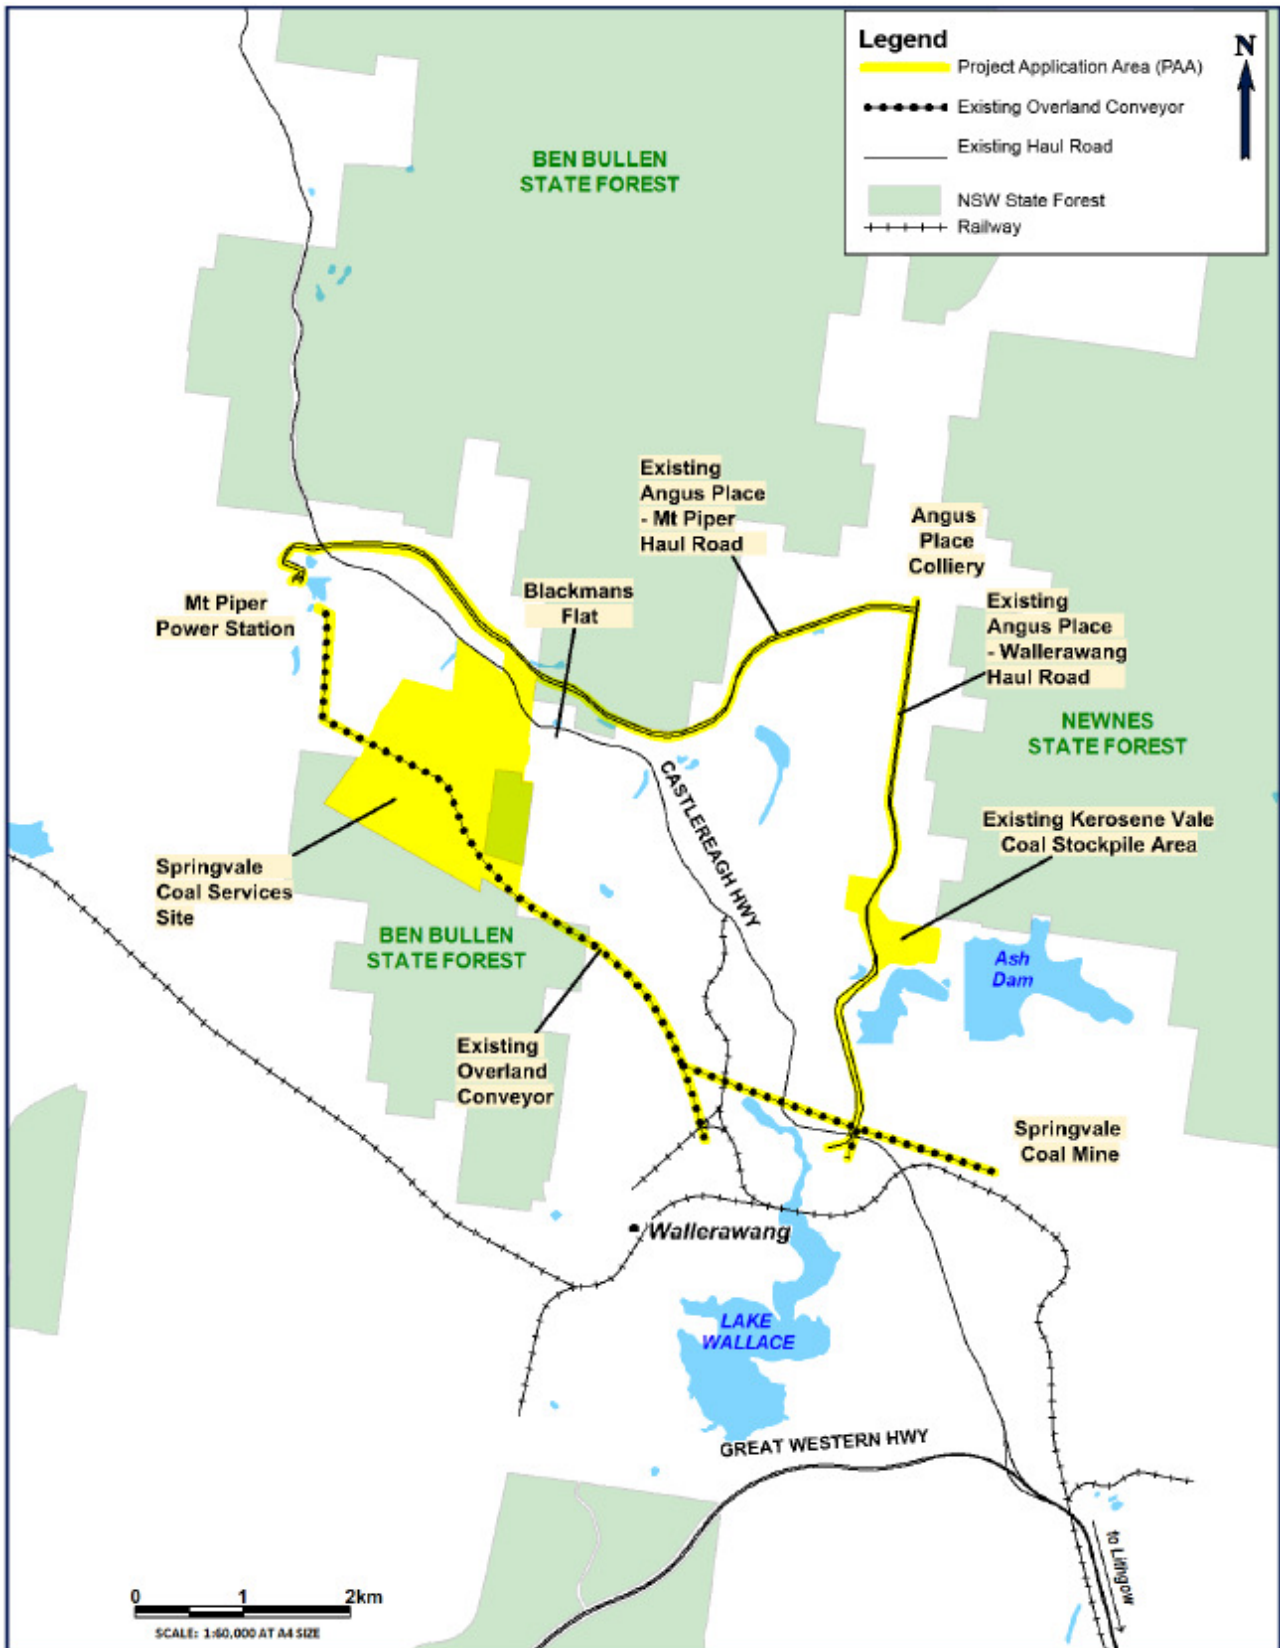 Legend
N
Project Application Area (PAA)
Existing Overland Conveyor
Existing Haul Road
NSW State Forest
Railway
BEN BULLEN
STATE FOREST
Existing
Angus Place
- Mt Piper
Haul Road
Angus
Place
Colliery
Mt Piper
Power Station
Blackmans
Flat
Existing
Angus Place
- Wallerawang
Haul Road
NEWNES
STATE FOREST
CASTLEREAGH HWY
Existing Kerosene Vale
Coal Stockpile Area
Springvale
Coal Services
Site
BEN BULLEN
STATE FOREST
Ash
Dam
Existing
Overland
Conveyor
Springvale
Coal Mine
Wallerawang
LAKE
WALLACE
GREAT WESTERN HWY
to Lithgow
0 1 2km
SCALE: 1:60,000 AT A4 SIZE